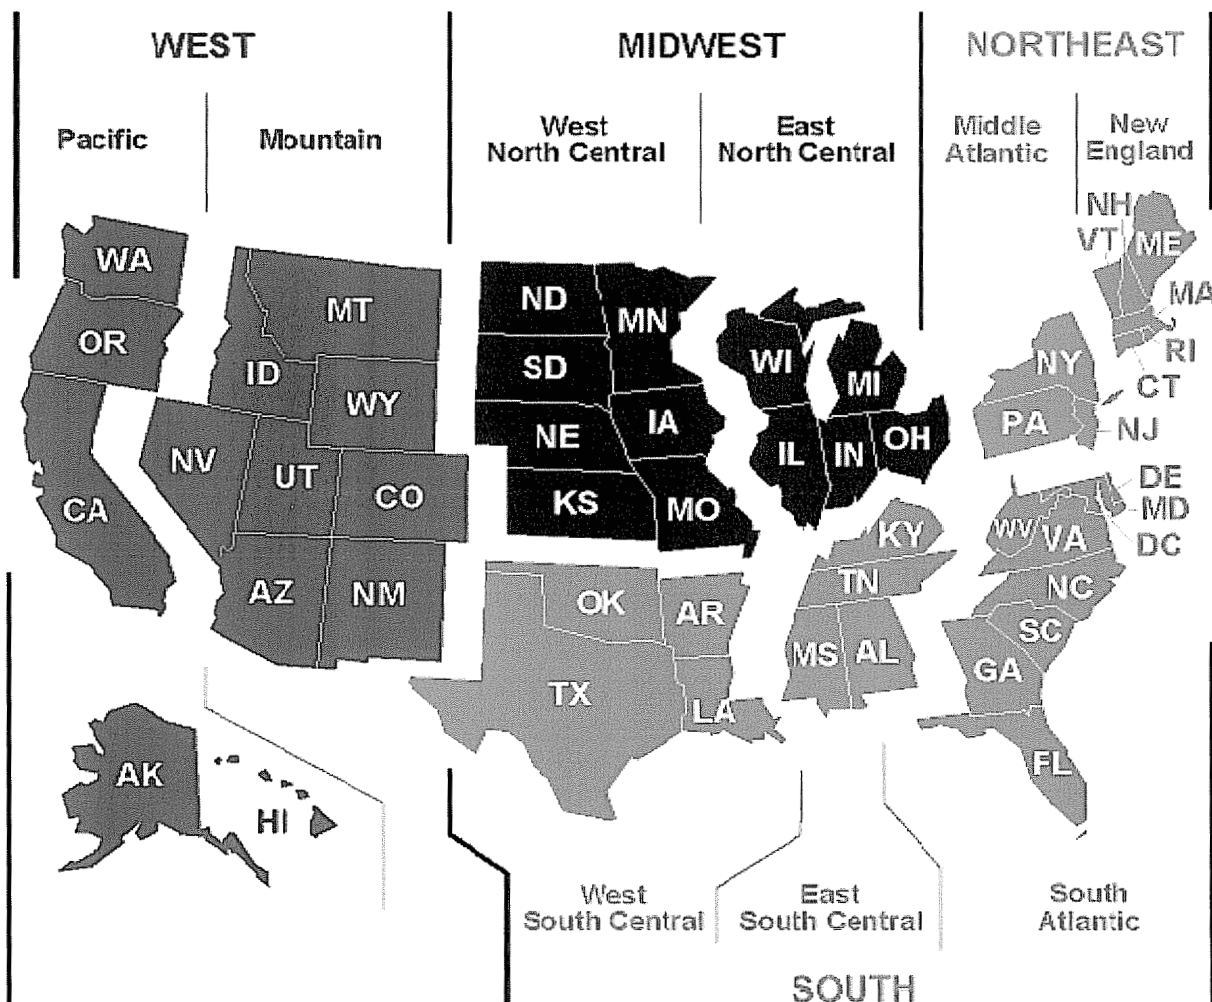 WEST
MIDWEST
NORTHEAST
Pacific
Mountain
West
North Central
East
North Central
Middle
Atlantic
New
England
WA
OR
CA
NV
ID
MT
WY
UT
CO
AZ
NM
AK
HI
ND
SD
NE
KS
MN
IA
MO
WI
MI
IL
IN
OH
NH
VT
ME
MA
RI
CT
NY
PA
NJ
DE
MD
DC
WV
VA
KY
TN
NC
SC
GA
FL
OK
AR
TX
LA
MS
AL
West
South Central
East
South Central
South
Atlantic
SOUTH